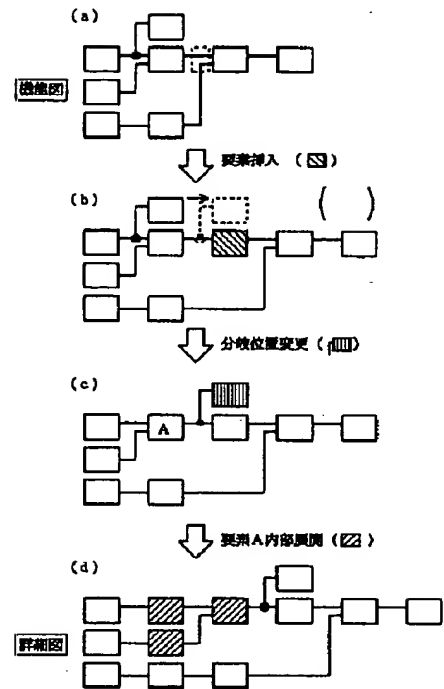 (a)
機能図
要素挿入 ( )
(b)
( )
分岐位置変更 ( )
(c)
A
要素A内部展開 ( )
(d)
詳細図